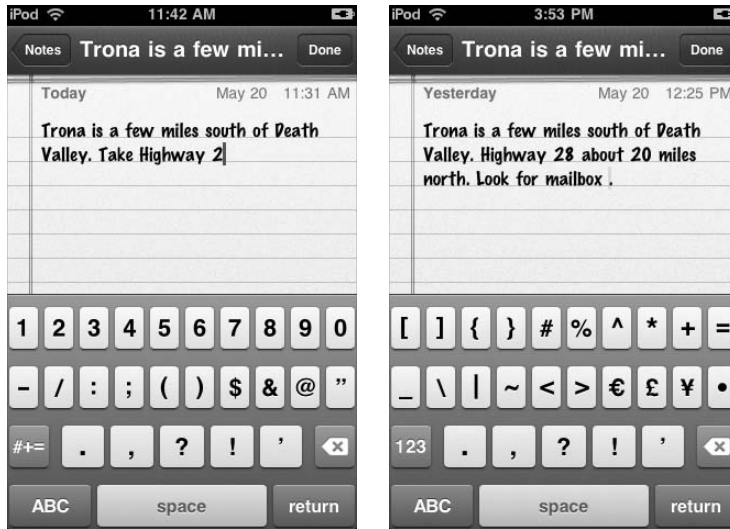 iPod 11:42 AM
Notes Trona is a few mi... Done
Today May 20 11:31 AM
Trona is a few miles south of Death
Valley. Take Highway 2
1 2 3 4 5 6 7 8 9 0
- / : ; ( ) $ & @ ”
#+= . , ? ! ’
ABC space return
iPod 3:53 PM
Notes Trona is a few mi... Done
Yesterday May 20 12:25 PM
Trona is a few miles south of Death
Valley. Highway 28 about 20 miles
north. Look for mailbox .
[ ] { } # % ^ * + =
_ \ | ~ < > € £ ¥ •
123 . , ? ! ’
ABC space return